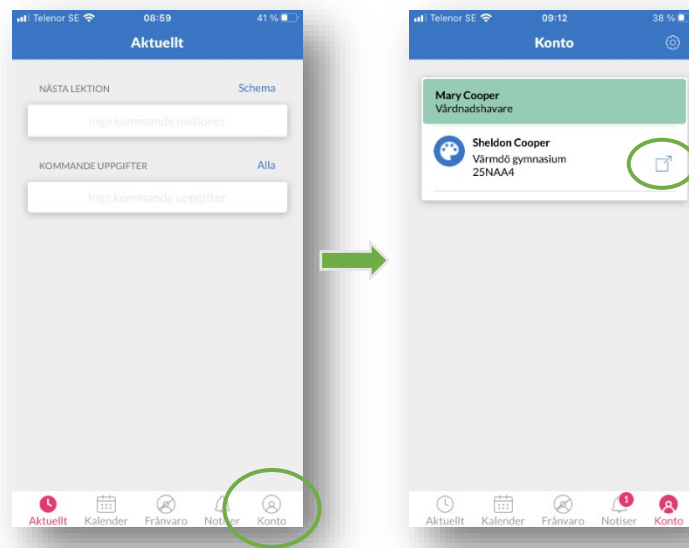 Telenor SE
08:59
41 %
Aktuellt
NÄSTA LEKTION
Schema
Inga kommande lektioner
KOMMANDE UPPGIFTER
Alla
Inga kommande uppgifter
Aktuellt
Kalender
Frånvaro
Notiser
Konto
Telenor SE
09:12
38 %
Konto
Mary Cooper
Vårdnadshavare
Sheldon Cooper
Värmdö gymnasium
25NAA4
1
Aktuellt
Kalender
Frånvaro
Notiser
Konto